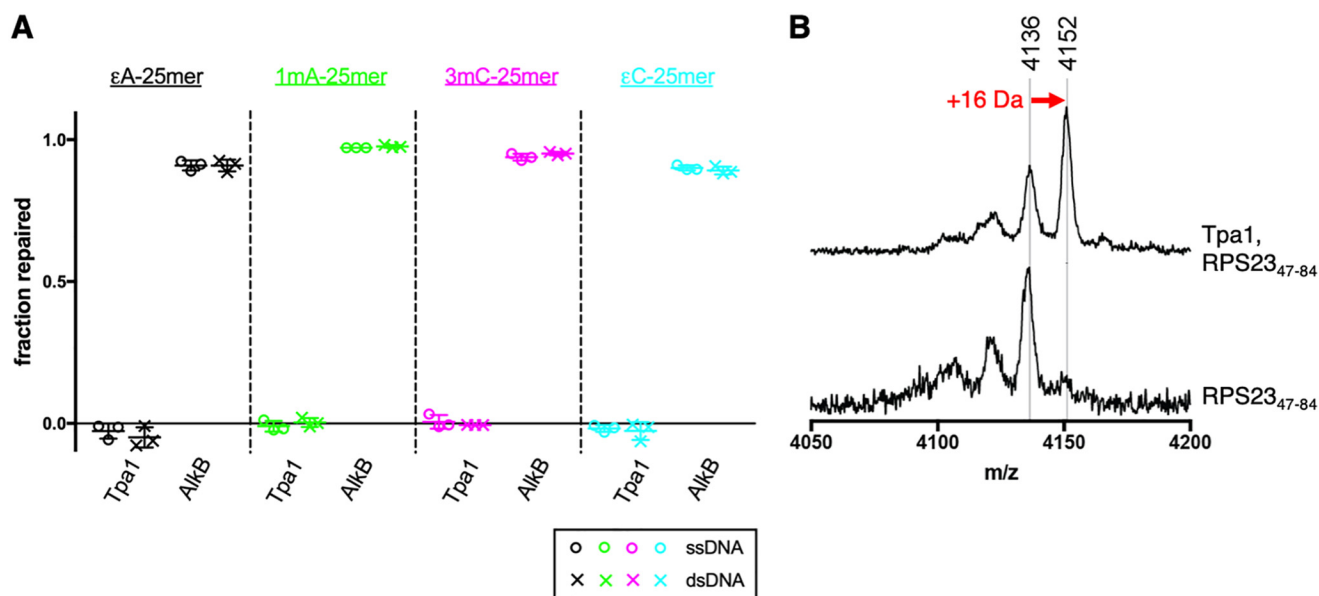 A
B
εA-25mer 1mA-25mer 3mC-25mer εC-25mer
fraction repaired
1.0
0.5
0.0
Tpa1 AlkB Tpa1 AlkB Tpa1 AlkB Tpa1 AlkB
ssDNA
dsDNA
4136
4152
+16 Da
Tpa1,
RPS2347-84
RPS2347-84
4050 4100 4150 4200
m/z